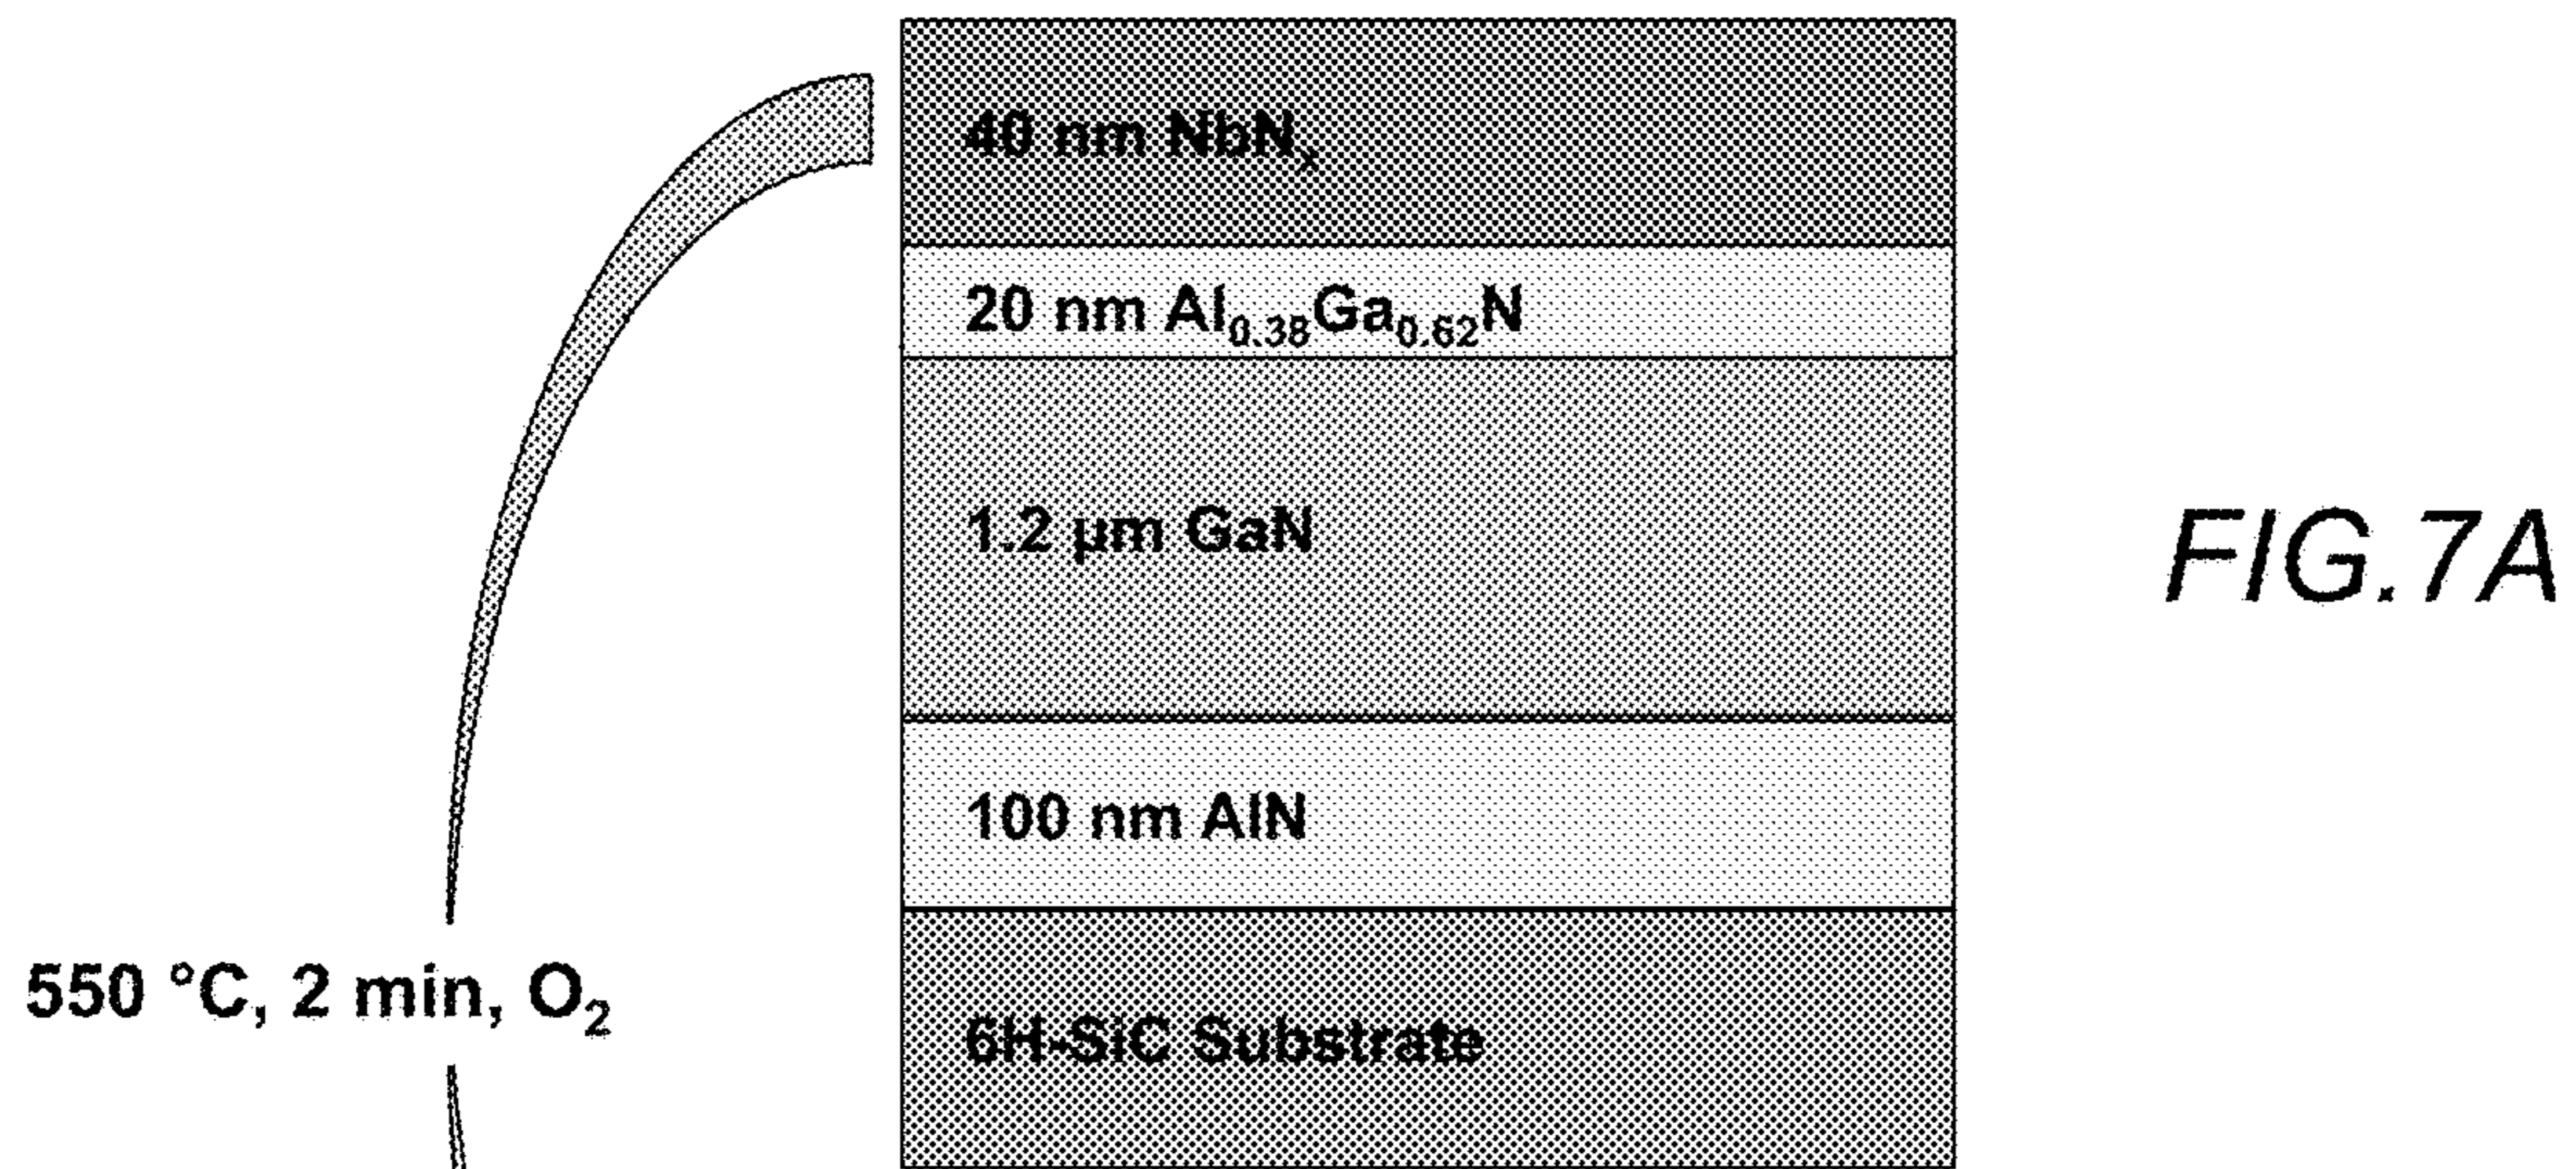 40 nm NbNₓ
20 nm Al₀.₃₈Ga₀.₆₂N
1.2 µm GaN
FIG.7A
100 nm AlN
550 °C, 2 min, O₂
6H-SiC Substrate